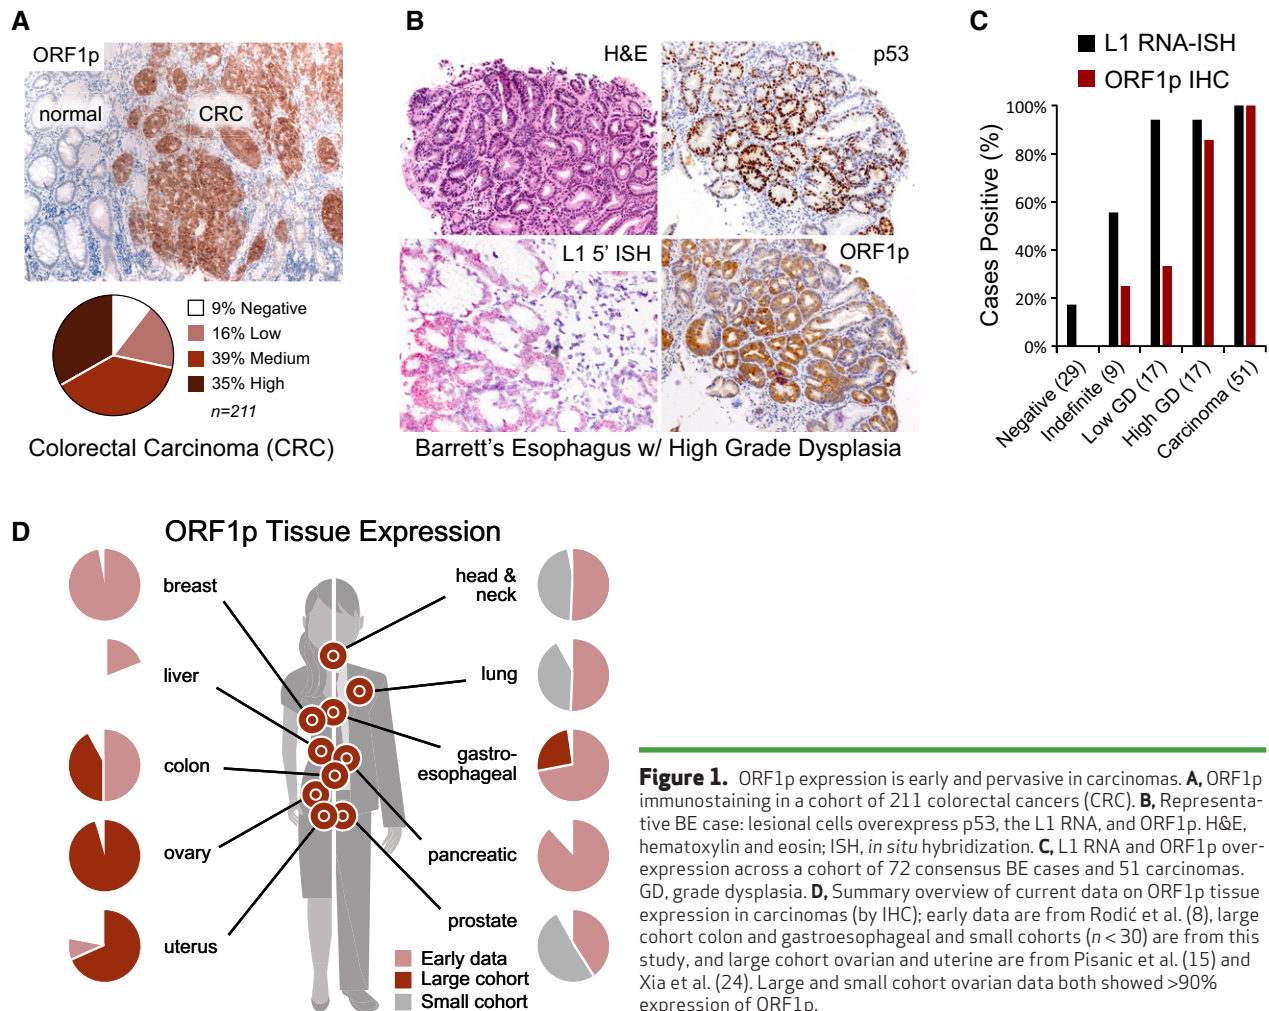 A
ORF1p
normal
CRC
9% Negative
16% Low
39% Medium
35% High
n=211
Colorectal Carcinoma (CRC)
B
H&E
p53
L1 5’ ISH
ORF1p
Barrett’s Esophagus w/ High Grade Dysplasia
C
L1 RNA-ISH
ORF1p IHC
Cases Positive (%)
100%
80%
60%
40%
20%
0%
Negative (29)
Indefinite (9)
Low GD (17)
High GD (17)
Carcinoma (51)
D
ORF1p Tissue Expression
breast
liver
colon
ovary
uterus
head &
neck
lung
gastro-
esophageal
pancreatic
prostate
Early data
Large cohort
Small cohort
Figure 1. ORF1p expression is early and pervasive in carcinomas. A, ORF1p
immunostaining in a cohort of 211 colorectal cancers (CRC). B, Representa-
tive BE case: lesional cells overexpress p53, the L1 RNA, and ORF1p. H&E,
hematoxylin and eosin; ISH, in situ hybridization. C, L1 RNA and ORF1p over-
expression across a cohort of 72 consensus BE cases and 51 carcinomas.
GD, grade dysplasia. D, Summary overview of current data on ORF1p tissue
expression in carcinomas (by IHC); early data are from Rodić et al. (8), large
cohort colon and gastroesophageal and small cohorts (n < 30) are from this
study, and large cohort ovarian and uterine are from Pisanic et al. (15) and
Xia et al. (24). Large and small cohort ovarian data both showed >90%
expression of ORF1p.